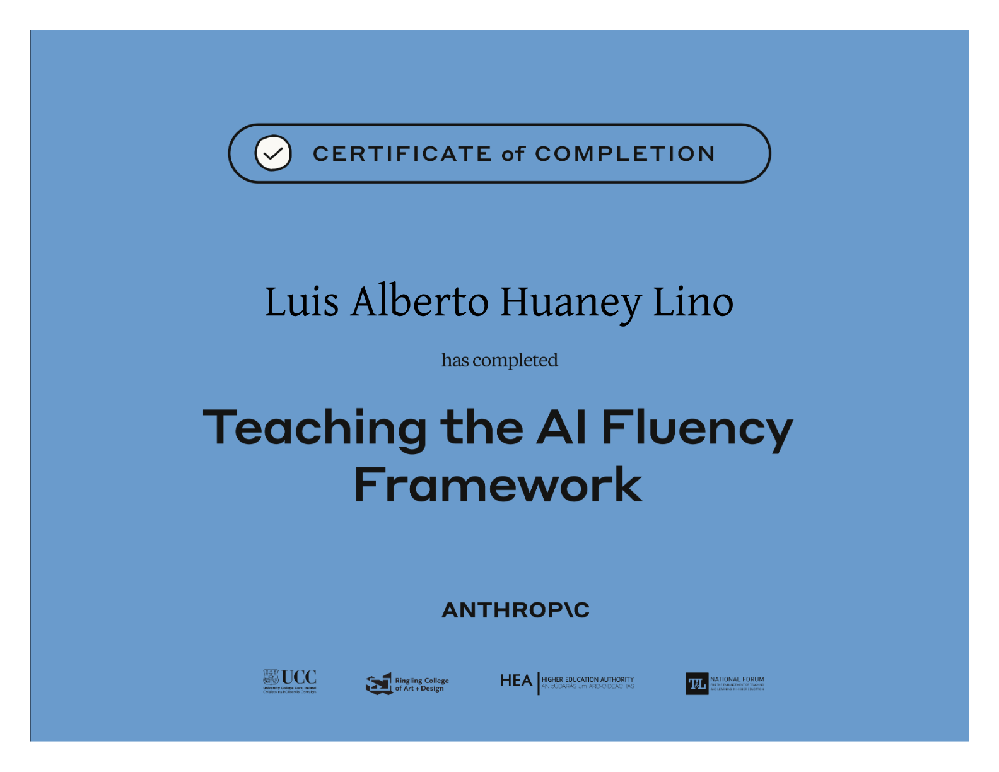 CERTIFICATE of COMPLETION
Luis Alberto Huaney Lino
has completed
Teaching the AI Fluency
Framework
ANTHROP\C
UCC
University College Cork, Ireland
Coláiste na hOllscoile Corcaigh
Ringling College
of Art + Design
HEA
HIGHER EDUCATION AUTHORITY
AN tÚDARÁS um ARD-OIDEACHAS
T&L
NATIONAL FORUM
FOR THE ENHANCEMENT OF TEACHING
AND LEARNING IN HIGHER EDUCATION